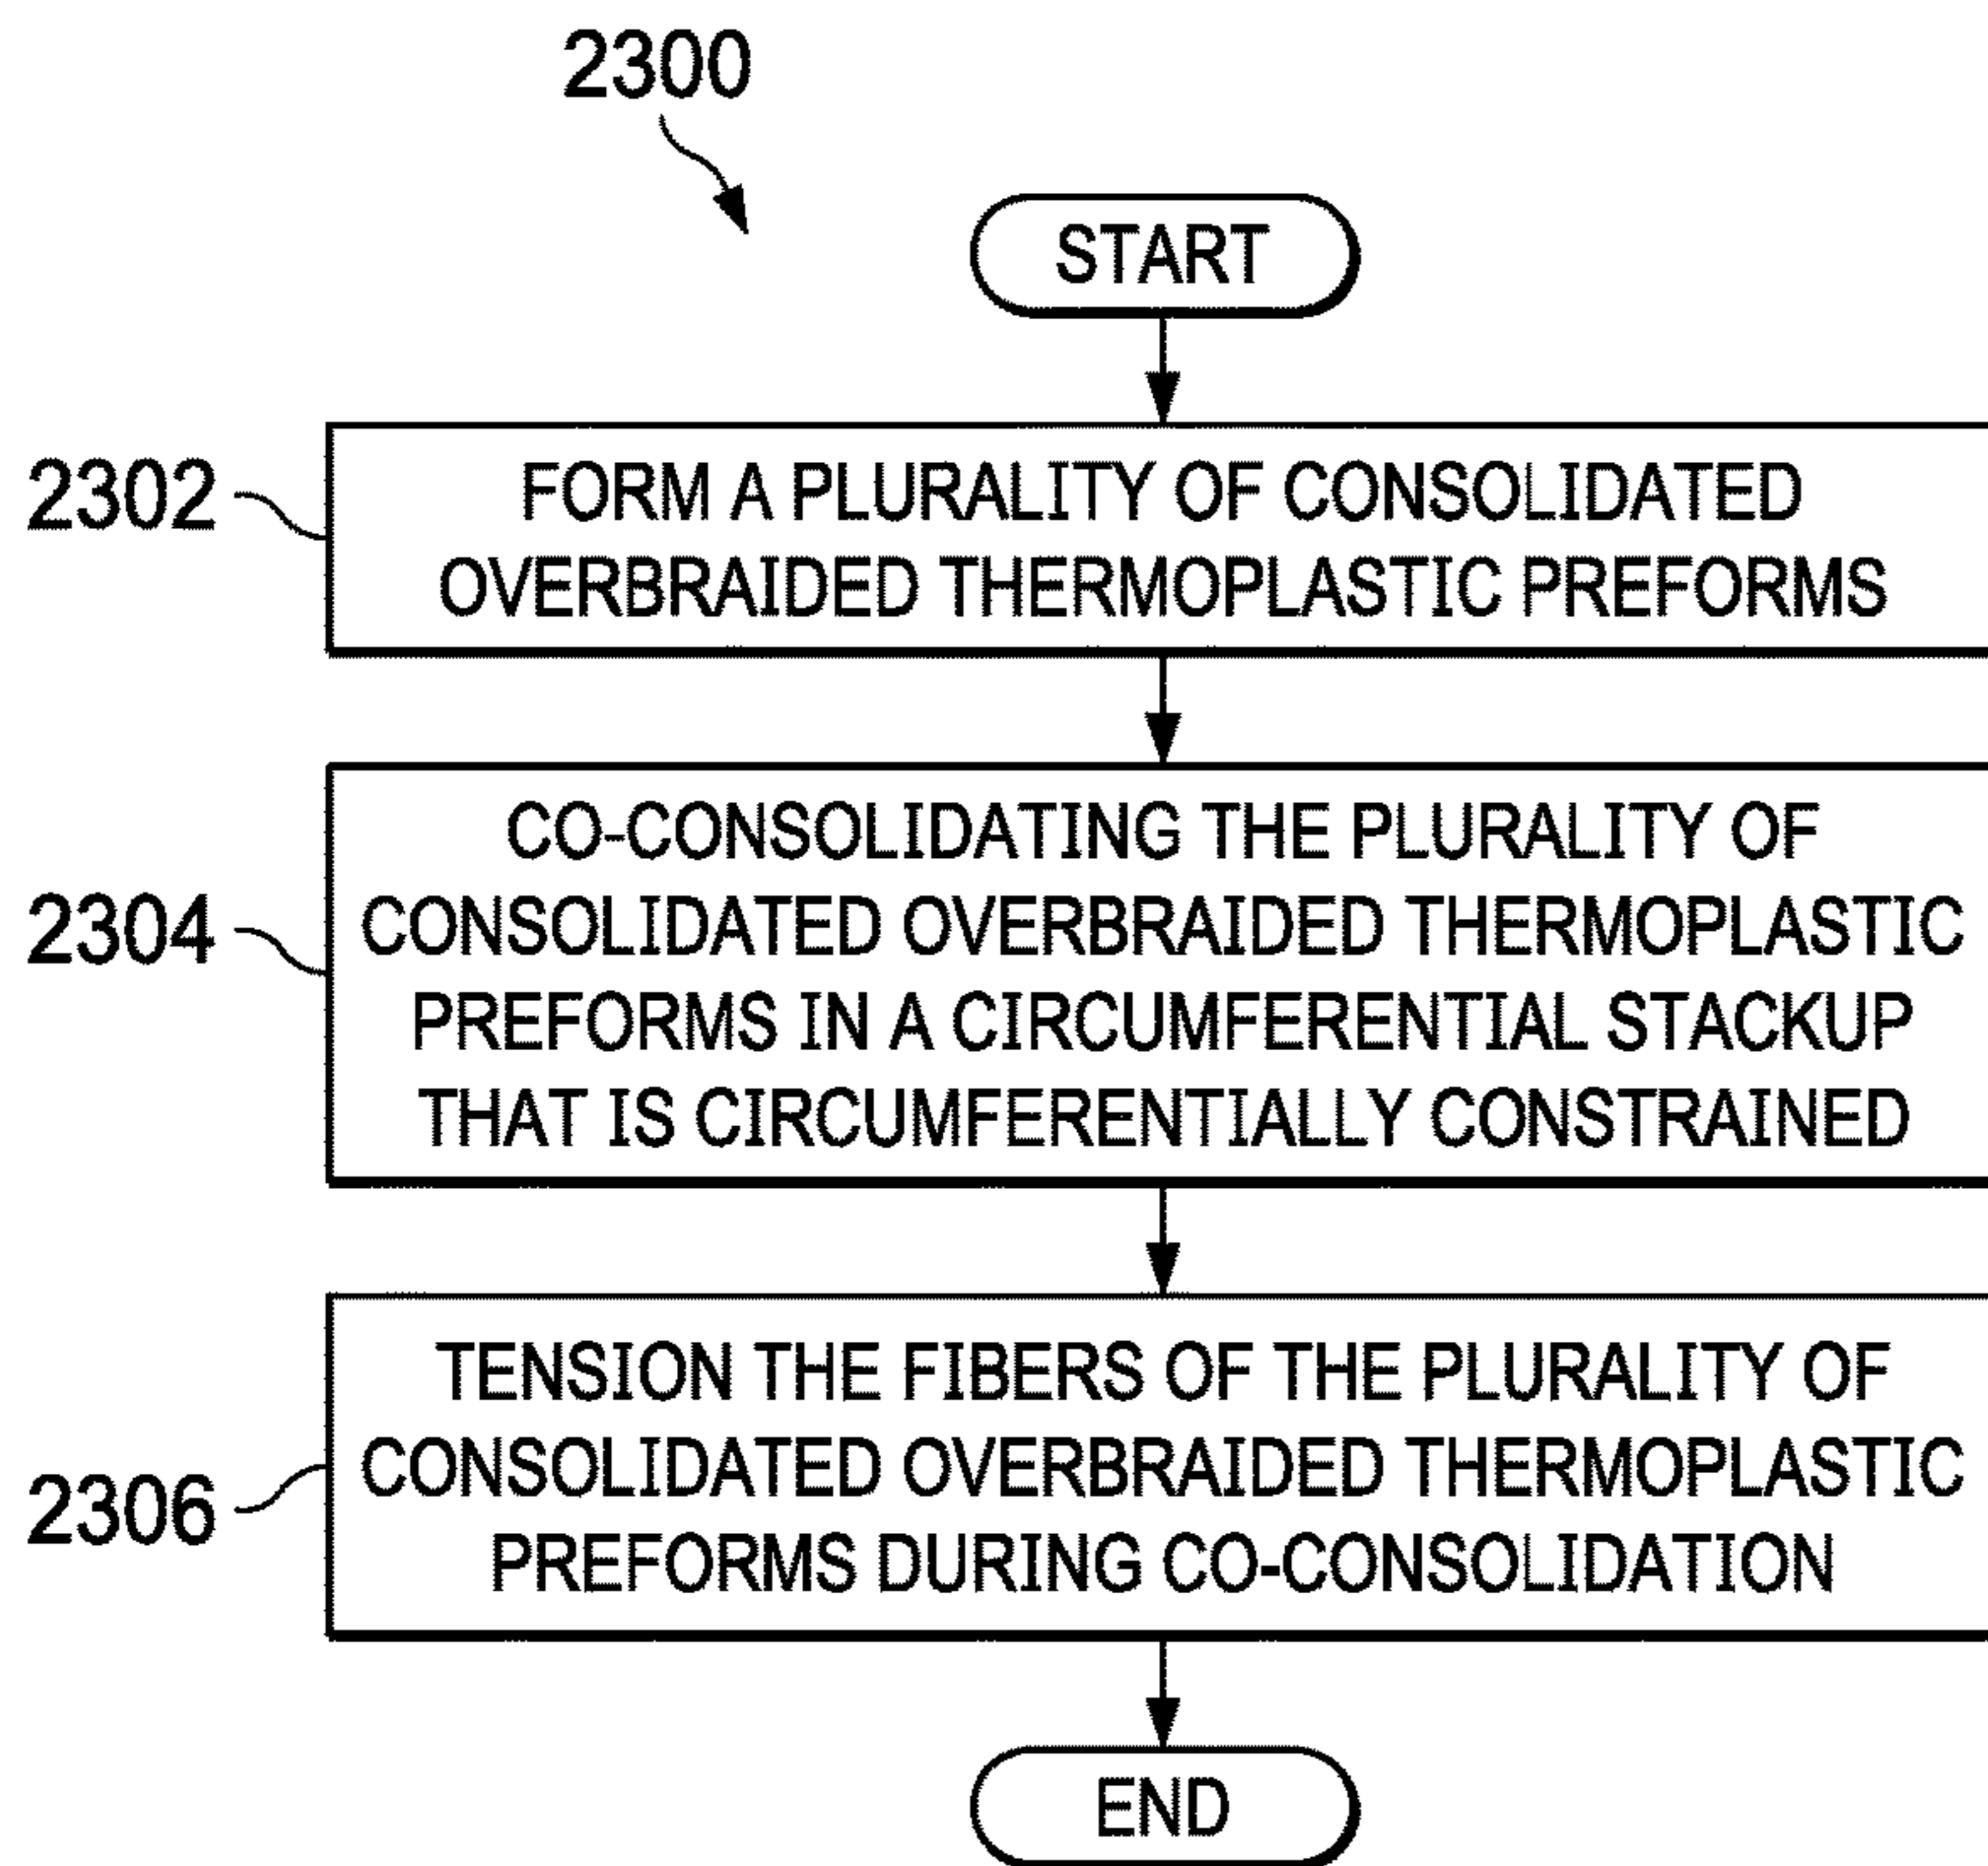 2300
START
2302
FORM A PLURALITY OF CONSOLIDATED
OVERBRAIDED THERMOPLASTIC PREFORMS
2304
CO-CONSOLIDATING THE PLURALITY OF
CONSOLIDATED OVERBRAIDED THERMOPLASTIC
PREFORMS IN A CIRCUMFERENTIAL STACKUP
THAT IS CIRCUMFERENTIALLY CONSTRAINED
2306
TENSION THE FIBERS OF THE PLURALITY OF
CONSOLIDATED OVERBRAIDED THERMOPLASTIC
PREFORMS DURING CO-CONSOLIDATION
END